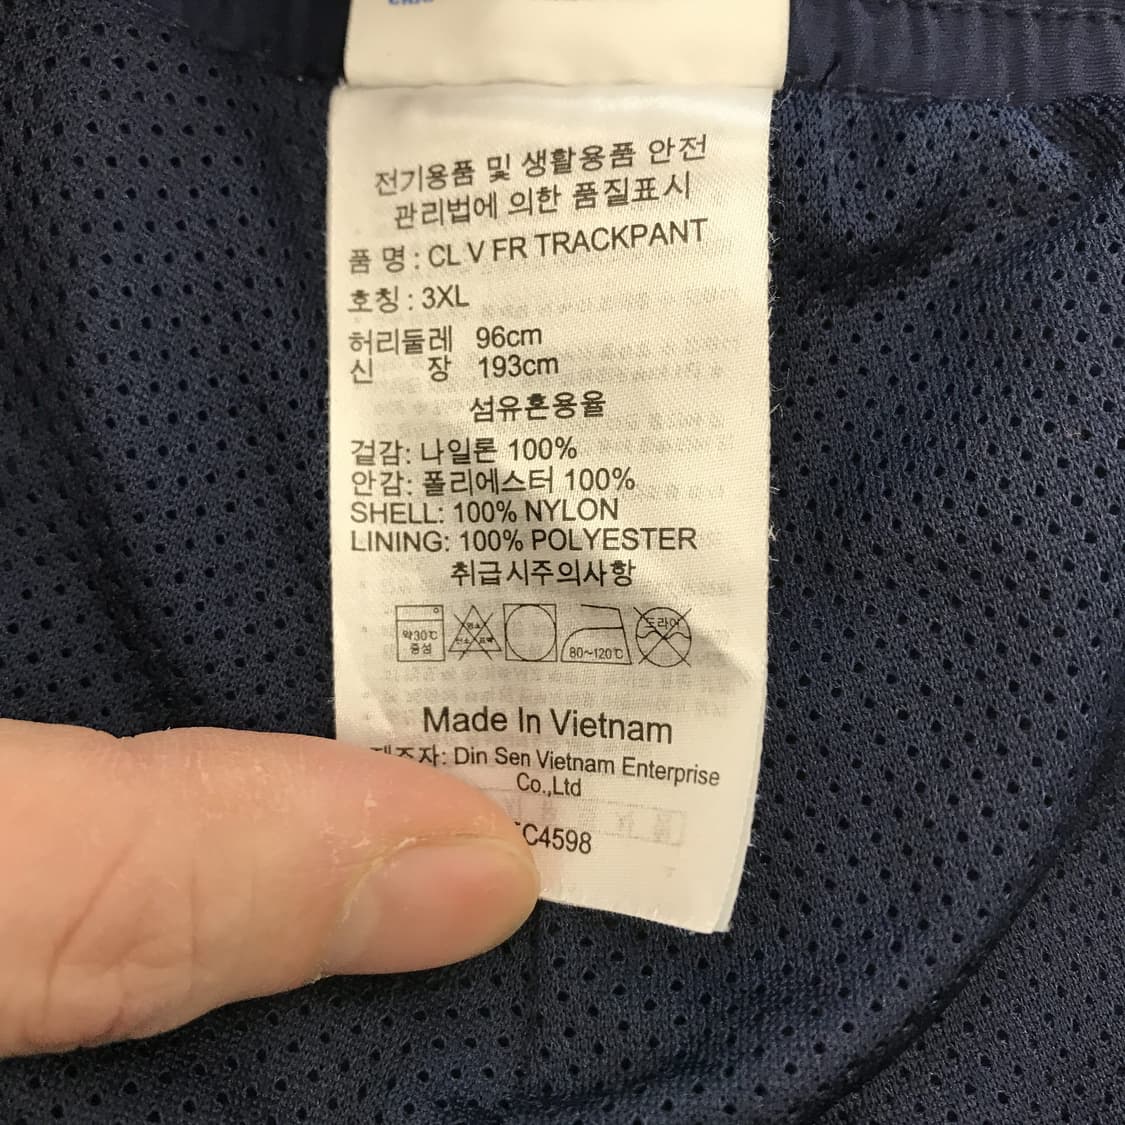 전기용품 및 생활용품 안전
관리법에 의한 품질표시
품 명 : CL V FR TRACKPANT
호칭 : 3XL
허리둘레 96cm
신 장 193cm
섬유혼용율
겉감: 나일론 100%
안감: 폴리에스터 100%
SHELL: 100% NYLON
LINING: 100% POLYESTER
취급시주의사항
약30℃
중성
80~120℃
드라이
Made In Vietnam
제조자: Din Sen Vietnam Enterprise
Co.,Ltd
C4598